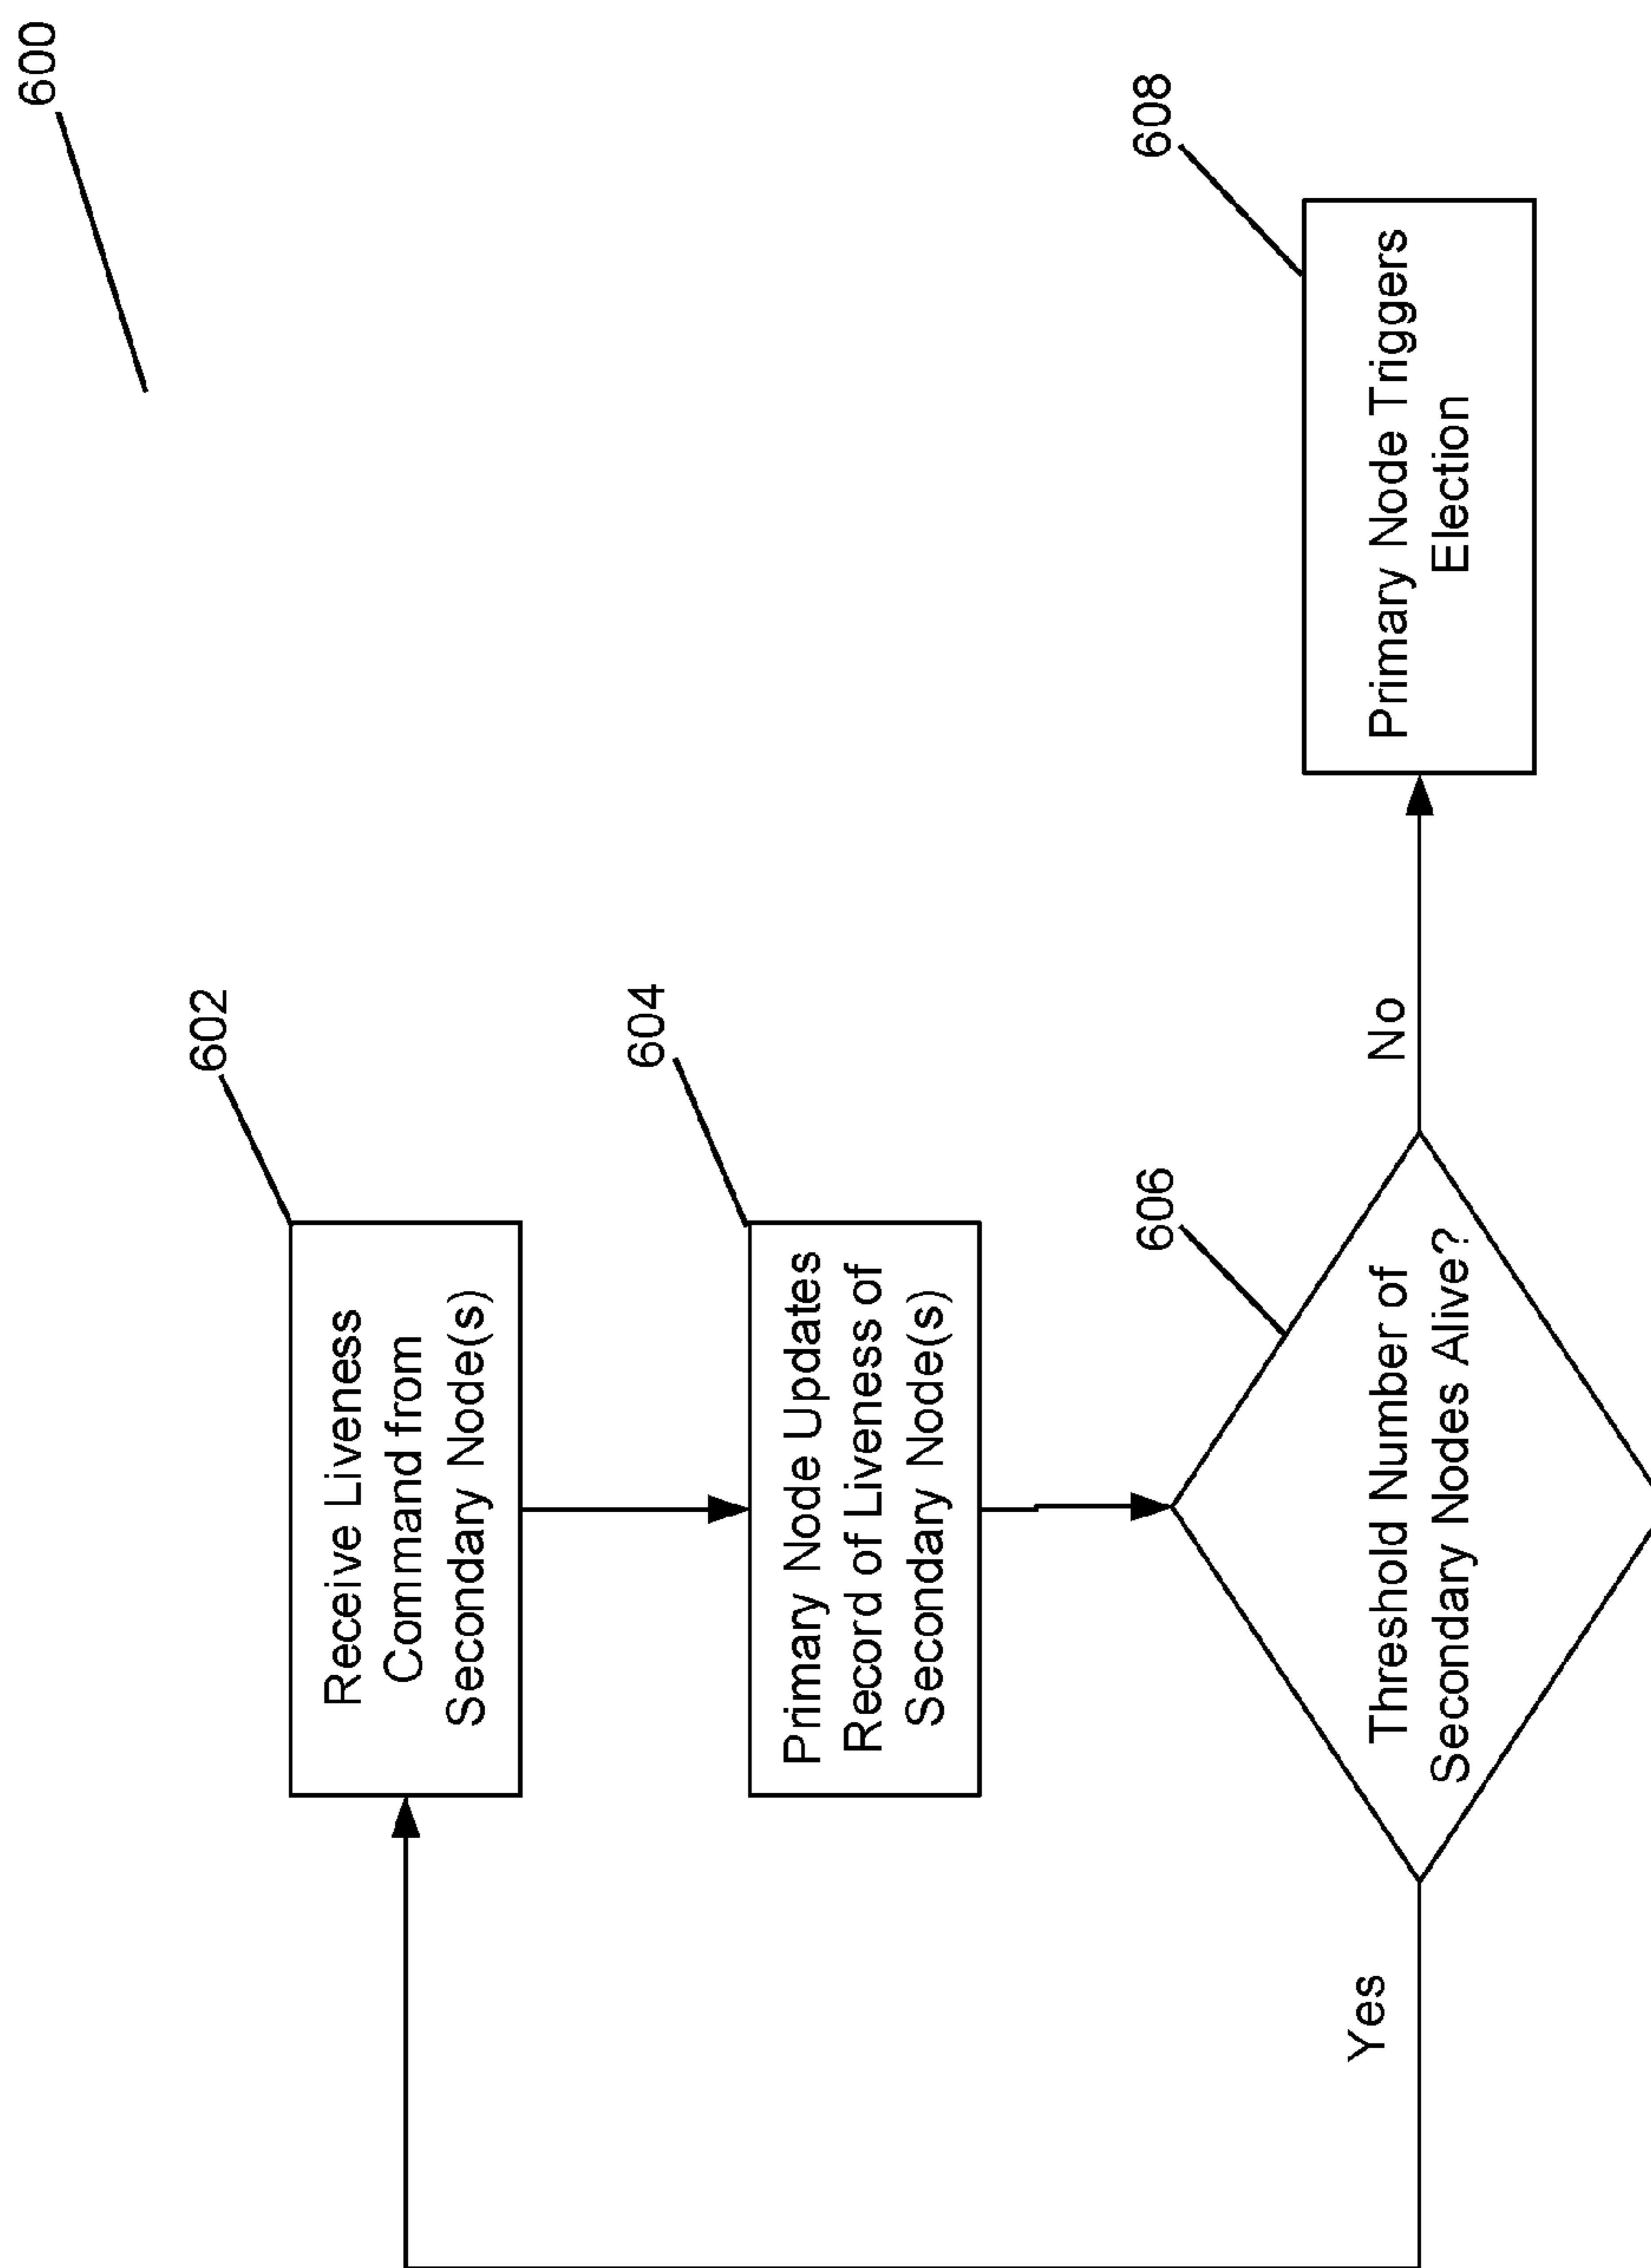 600
602
Receive Liveness
Command from
Secondary Node(s)
604
Primary Node Updates
Record of Liveness of
Secondary Node(s)
606
Threshold Number of
Secondary Nodes Alive?
Yes
No
608
Primary Node Triggers
Election